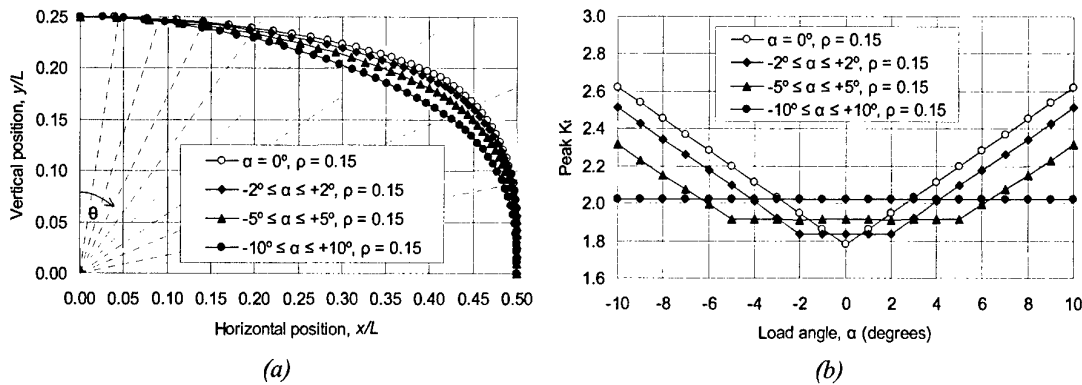 0.25
0.20
0.15
0.10
0.05
0.00
Vertical position, y/L
θ
α = 0º, ρ = 0.15
-2º ≤ α ≤ +2º, ρ = 0.15
-5º ≤ α ≤ +5º, ρ = 0.15
-10º ≤ α ≤ +10º, ρ = 0.15
0.00 0.05 0.10 0.15 0.20 0.25 0.30 0.35 0.40 0.45 0.50
Horizontal position, x/L
(a)
3.0
2.8
2.6
2.4
2.2
2.0
1.8
1.6
Peak Kt
α = 0º, ρ = 0.15
-2º ≤ α ≤ +2º, ρ = 0.15
-5º ≤ α ≤ +5º, ρ = 0.15
-10º ≤ α ≤ +10º, ρ = 0.15
-10 -8 -6 -4 -2 0 2 4 6 8 10
Load angle, α (degrees)
(b)